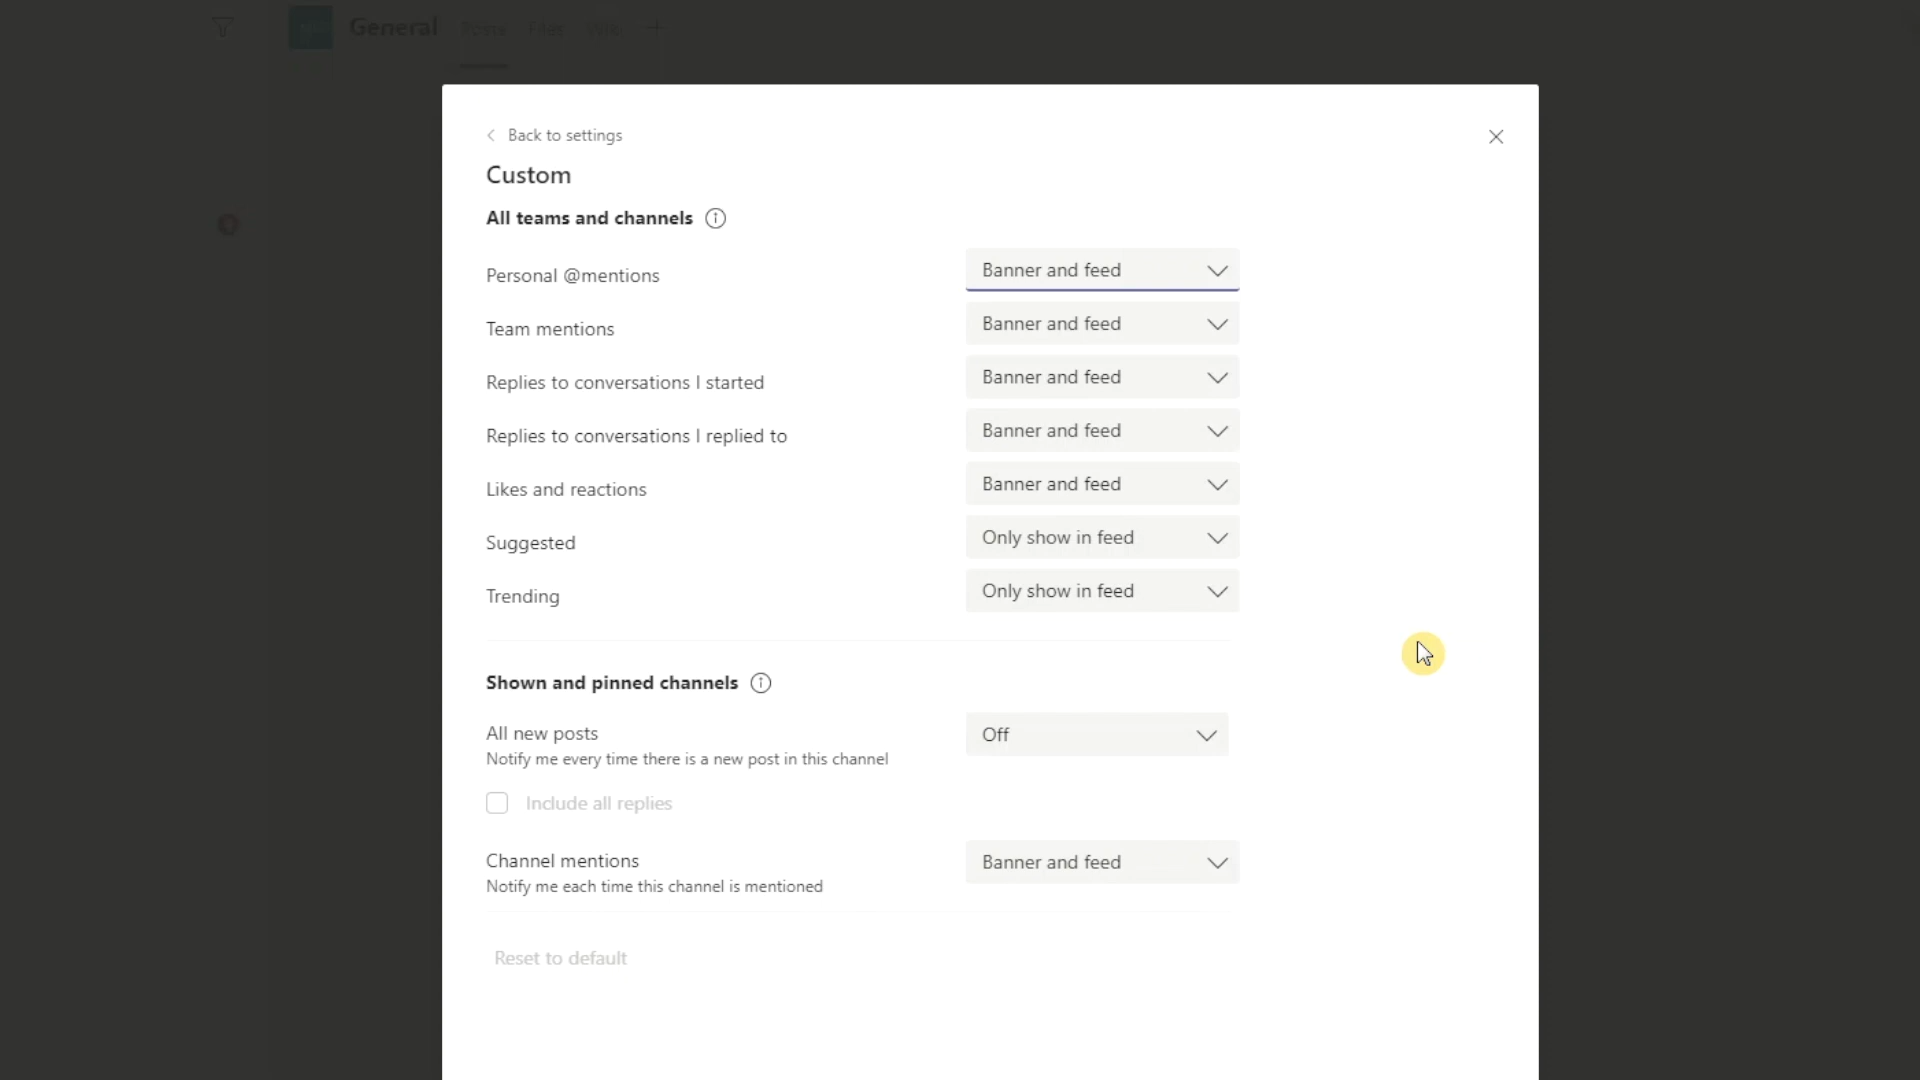 General Posts Files Wiki
Back to settings
Custom
All teams and channels
Personal @mentions Banner and feed
Team mentions Banner and feed
Replies to conversations I started Banner and feed
Replies to conversations I replied to Banner and feed
Likes and reactions Banner and feed
Suggested Only show in feed
Trending Only show in feed
Shown and pinned channels
All new posts Off
Notify me every time there is a new post in this channel
Include all replies
Channel mentions Banner and feed
Notify me each time this channel is mentioned
Reset to default